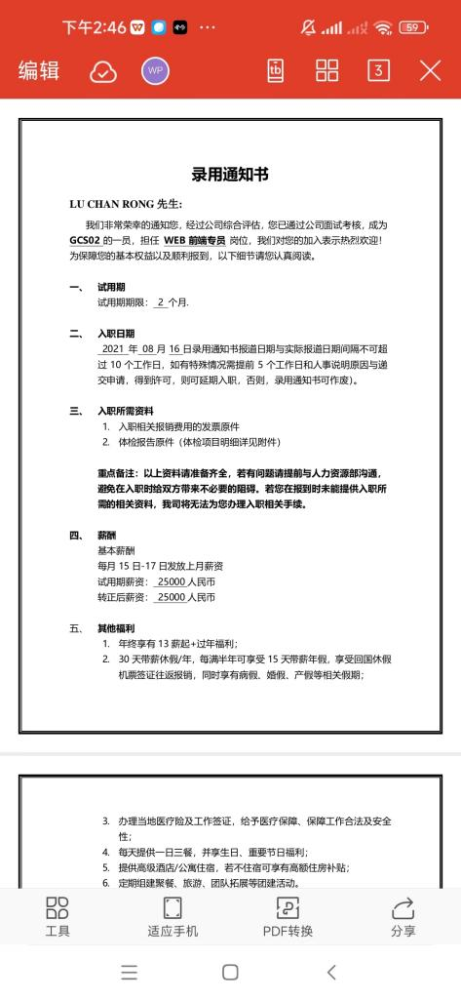 下午2:46 W ···
59
编辑 WP tb 3
录用通知书
LU CHAN RONG 先生:
我们非常荣幸的通知您，经过公司综合评估，您已通过公司面试考核，成为
GCS02 的一员，担任 WEB 前端专员 岗位，我们对您的加入表示热烈欢迎！
为保障您的基本权益以及顺利报到，以下细节请您认真阅读。
一、 试用期
试用期期限： 2 个月.
二、 入职日期
2021 年 08 月 16 日录用通知书报道日期与实际报道日期间隔不可超
过 10 个工作日，如有特殊情况需提前 5 个工作日和人事说明原因与递
交申请，得到许可，则可延期入职，否则，录用通知书可作废）。
三、 入职所需资料
1. 入职相关报销费用的发票原件
2. 体检报告原件（体检项目明细详见附件）
重点备注：以上资料请准备齐全，若有问题请提前与人力资源部沟通，
避免在入职时给双方带来不必要的阻碍。若您在报到时未能提供入职所
需的相关资料，我司将无法为您办理入职相关手续。
四、 薪酬
基本薪酬
每月 15 日-17 日发放上月薪资
试用期薪资： 25000 人民币
转正后薪资： 25000 人民币
五、 其他福利
1. 年终享有 13 薪起+过年福利；
2. 30 天带薪休假/年，每满半年可享受 15 天带薪年假，享受回国休假
机票签证往返报销，同时享有病假、婚假、产假等相关假期；
3. 办理当地医疗险及工作签证，给予医疗保障、保障工作合法及安全
性；
4. 每天提供一日三餐，并享生日、重要节日福利；
5. 提供高级酒店/公寓住宿，若不住宿可享有高额住房补贴；
6. 定期组建聚餐、旅游、团队拓展等团建活动。
工具 适应手机 PDF转换 分享